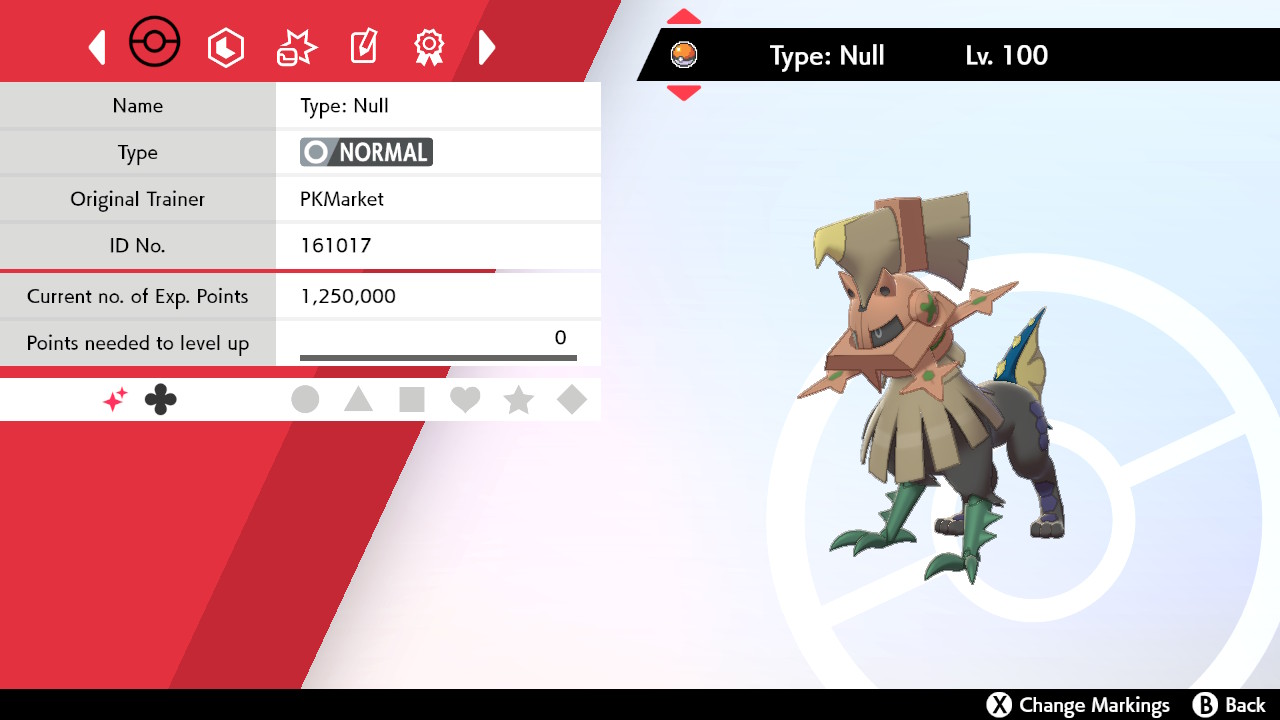 Type: Null Lv. 100
Name Type: Null
Type NORMAL
Original Trainer PKMarket
ID No. 161017
Current no. of Exp. Points 1,250,000
Points needed to level up 0
X Change Markings B Back